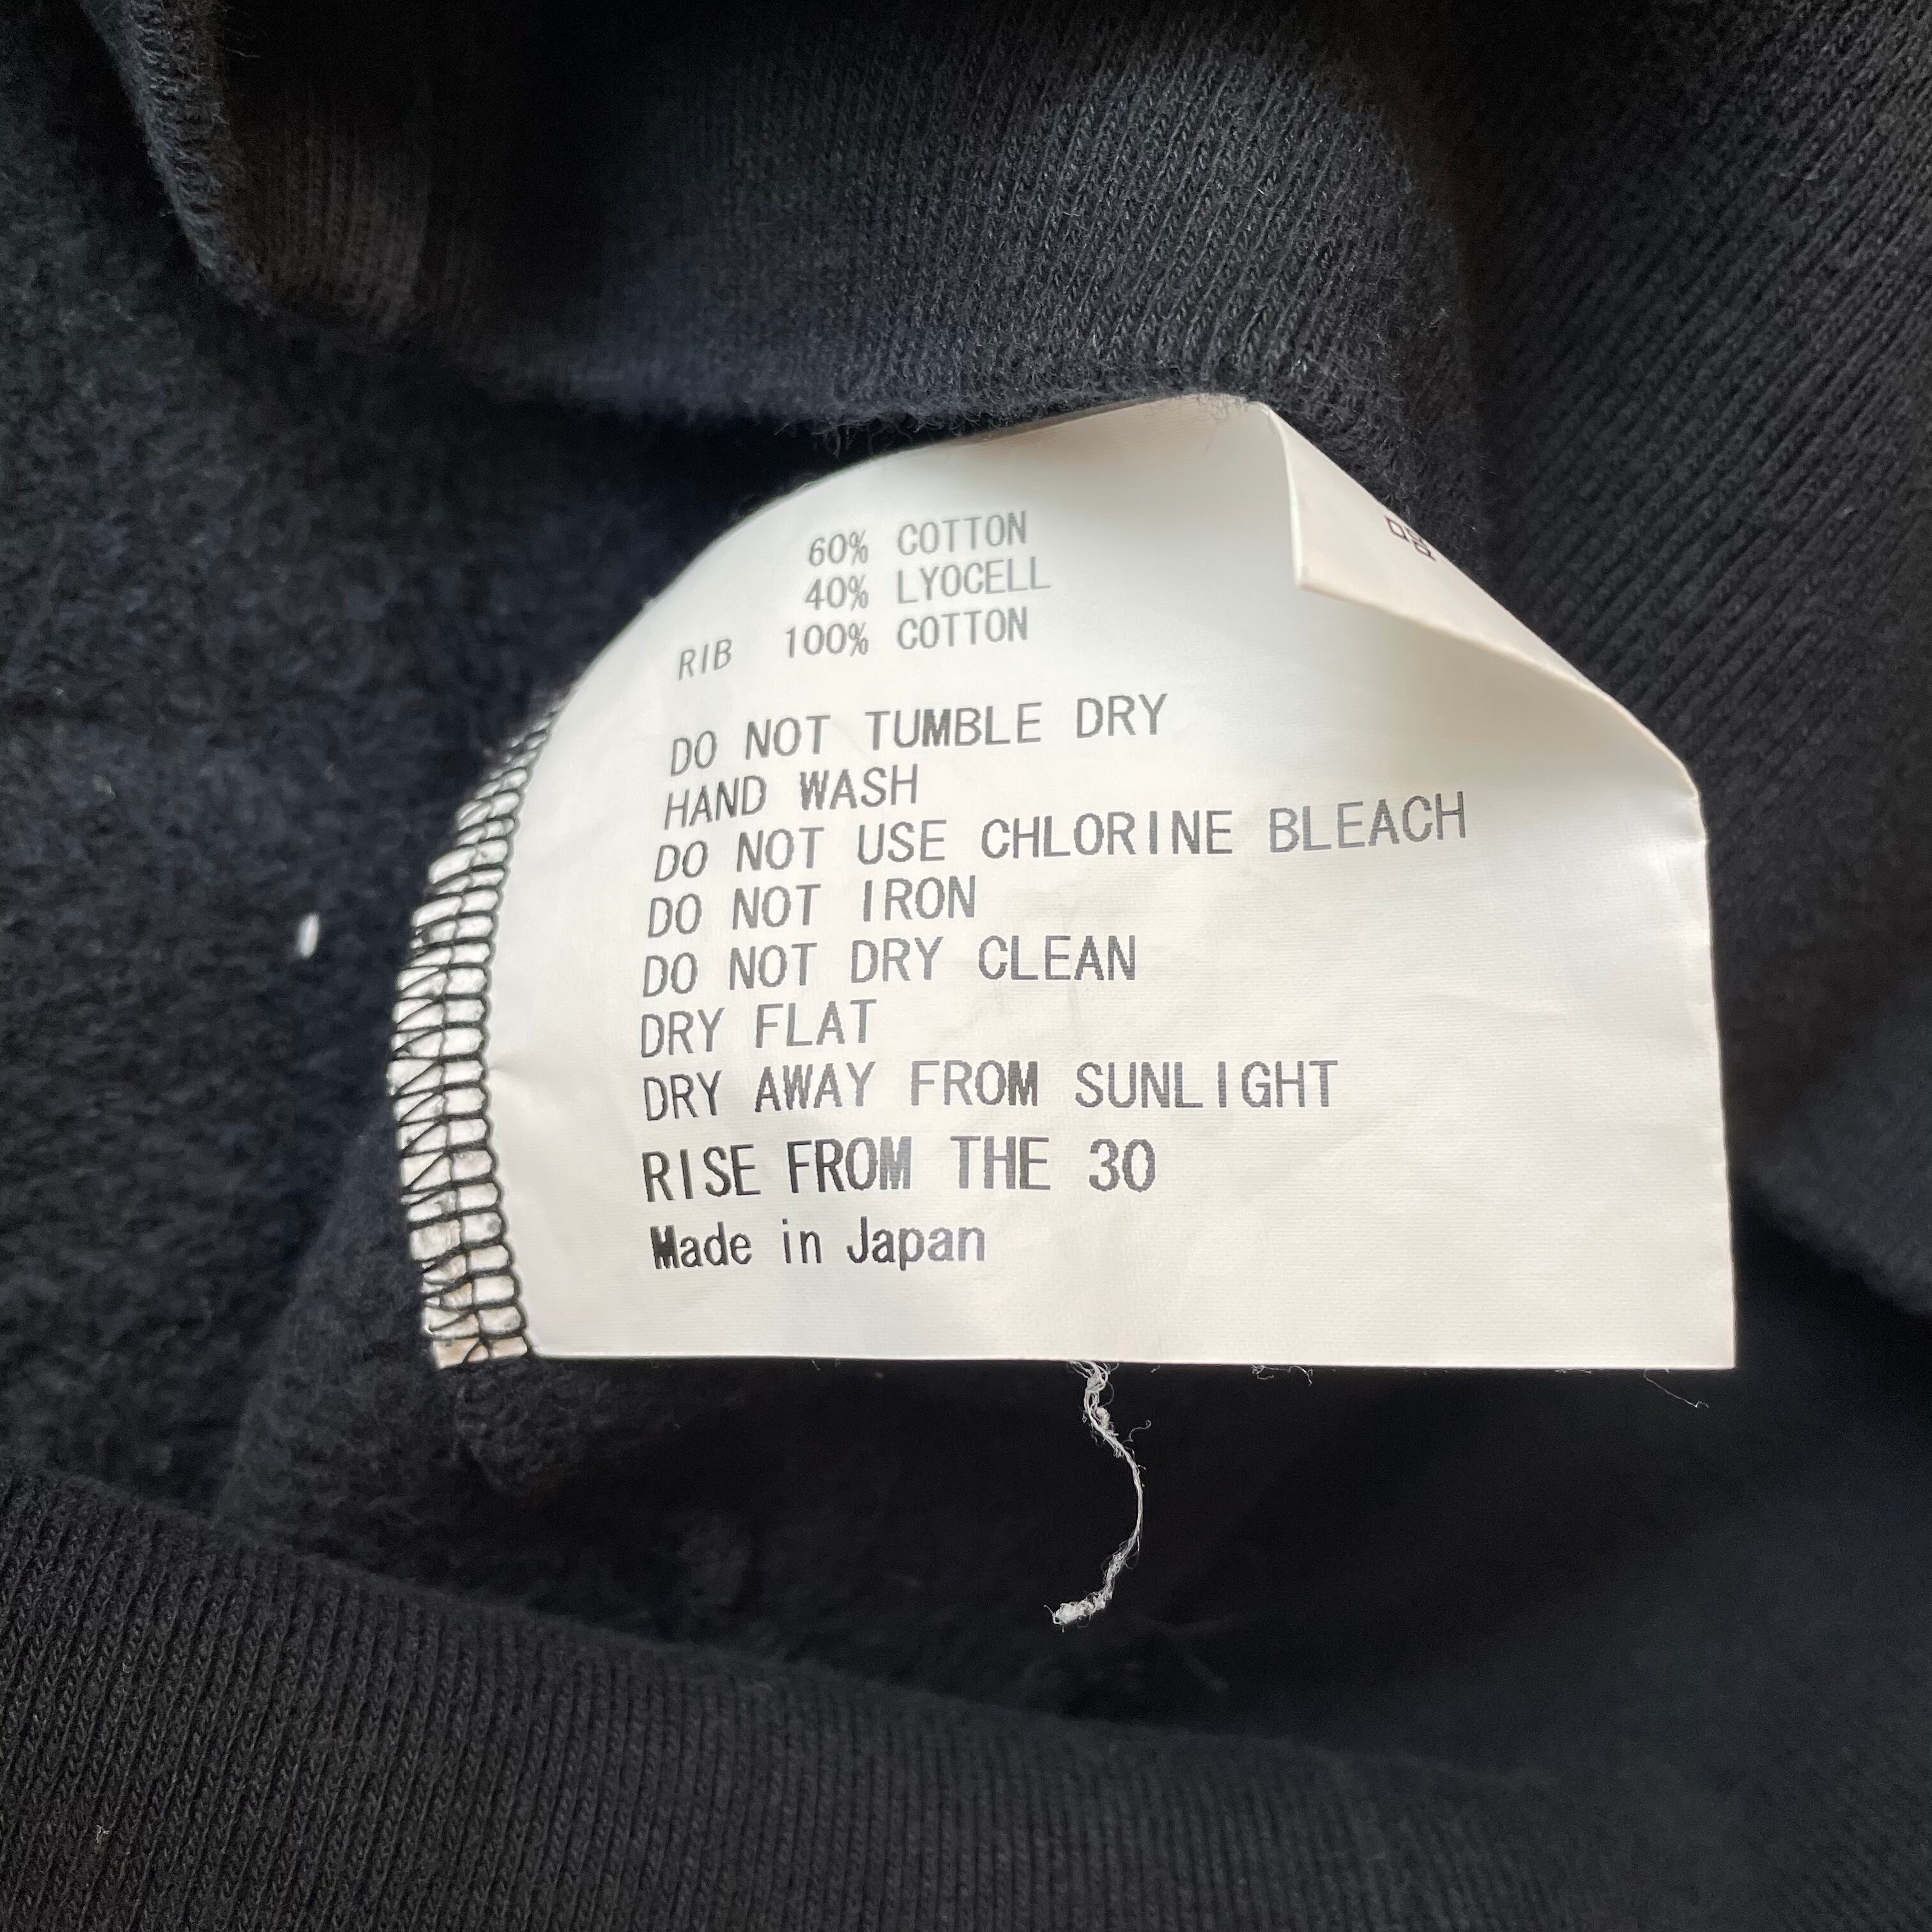 60% COTTON
40% LYOCELL
RIB 100% COTTON
DO NOT TUMBLE DRY
HAND WASH
DO NOT USE CHLORINE BLEACH
DO NOT IRON
DO NOT DRY CLEAN
DRY FLAT
DRY AWAY FROM SUNLIGHT
RISE FROM THE 30
Made in Japan